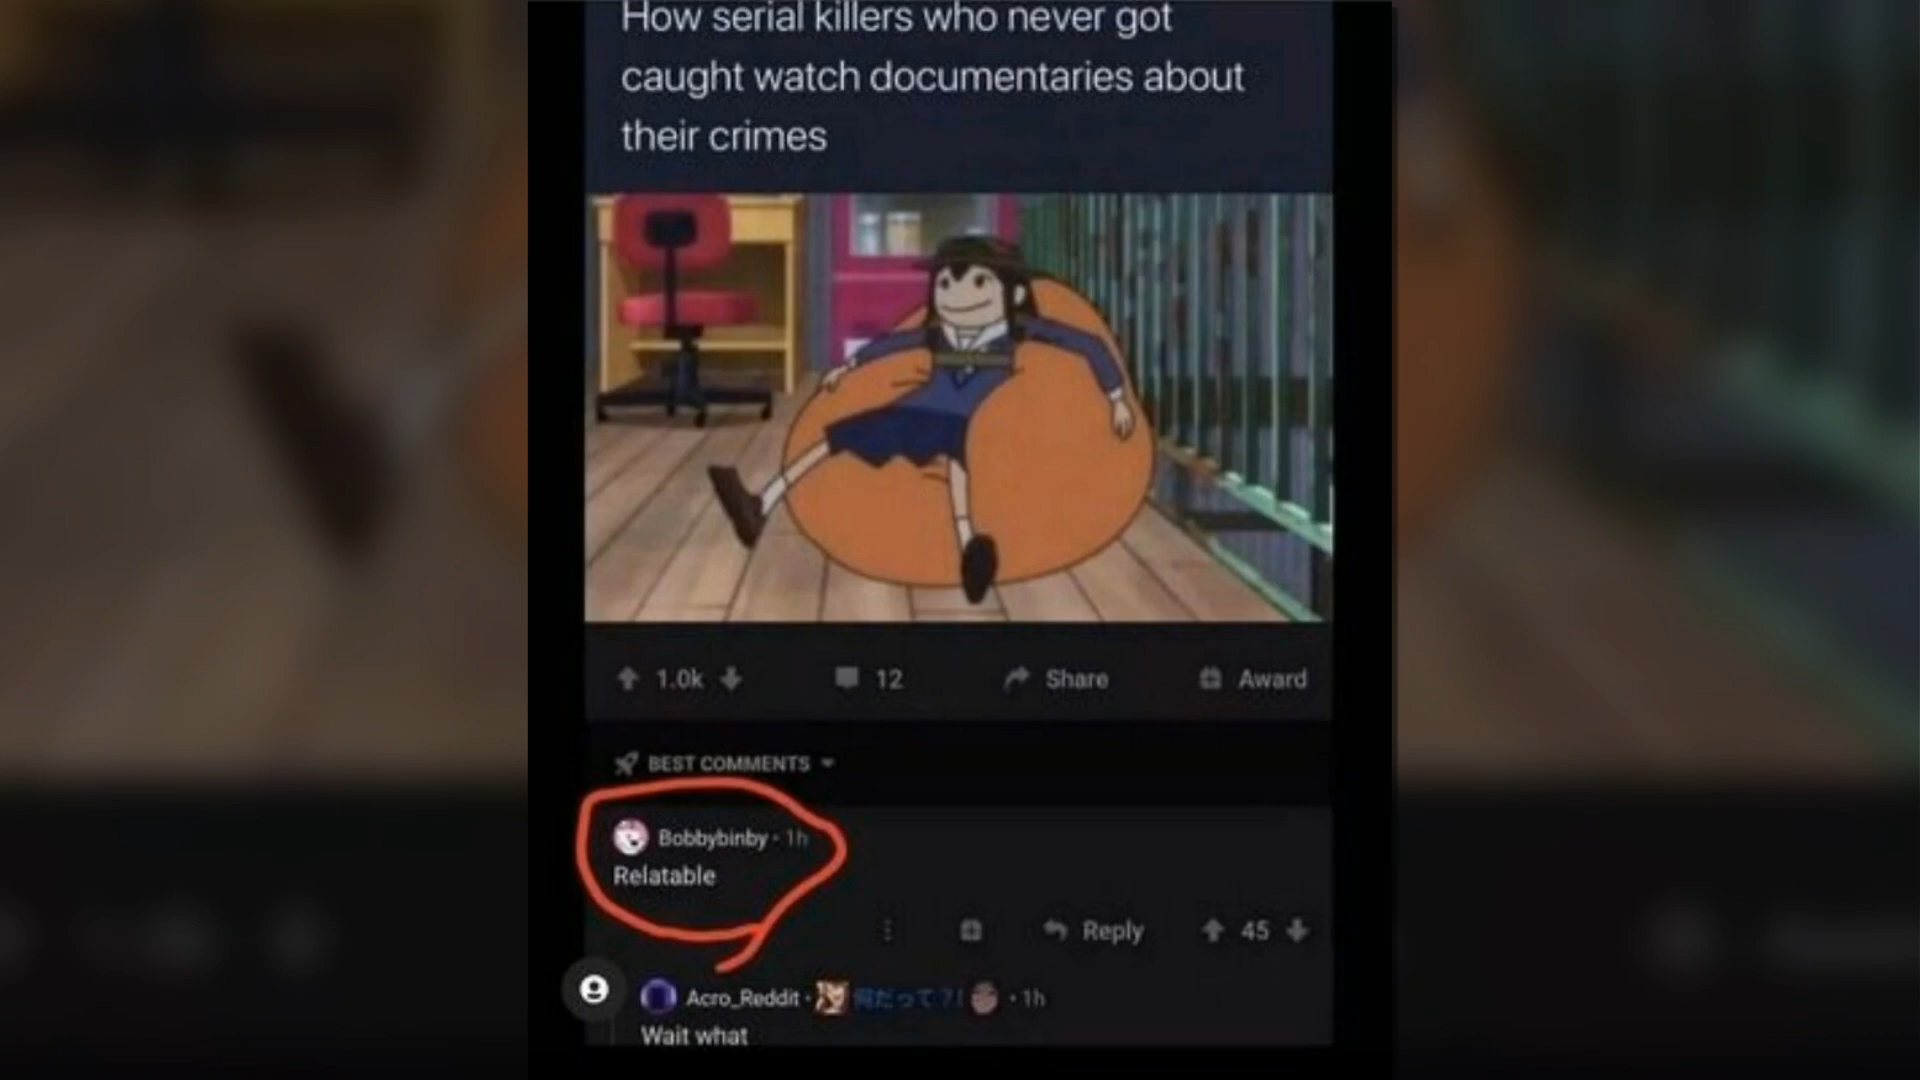 How serial killers who never got
caught watch documentaries about
their crimes
1.0k
12
Share
Award
BEST COMMENTS
Bobbybinby · 1h
Relatable
Reply
45
Acro_Reddit · 何だって?! · 1h
Wait what